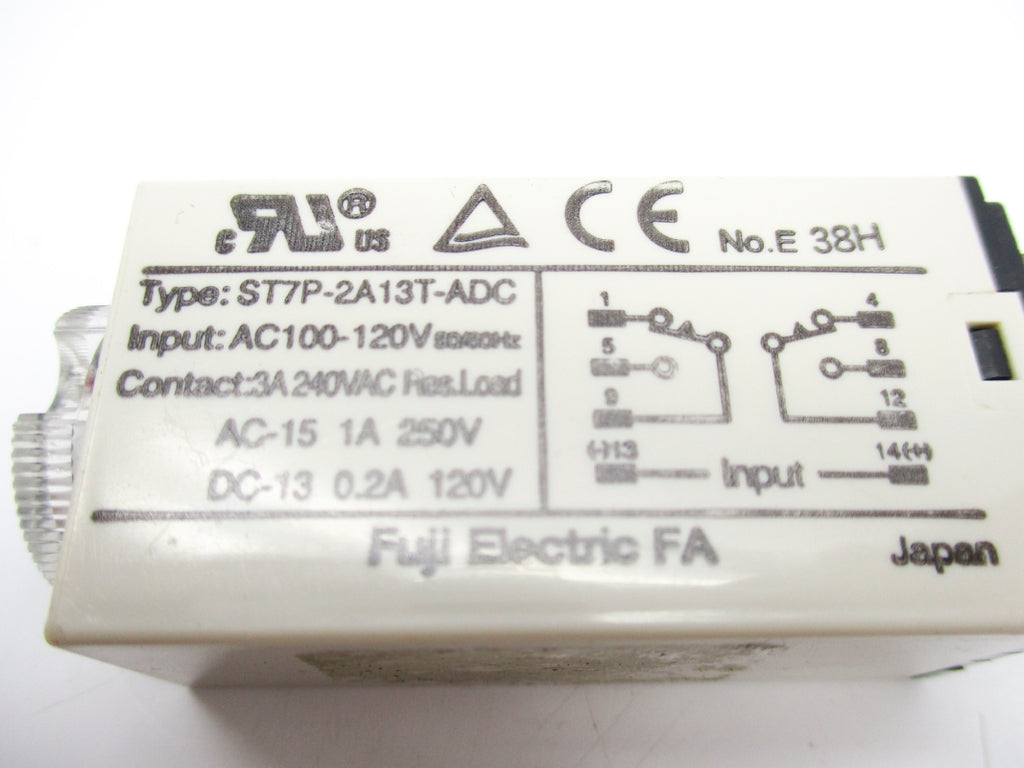 c RU ® US CE No.E 38H
Type: ST7P-2A13T-ADC
Input: AC100-120V 50/60Hz
Contact:3A 240VAC Res.Load
AC-15 1A 250V
DC-13 0.2A 120V
1 4
5 8
9 12
(-)13 Input 14(+)
Fuji Electric FA Japan